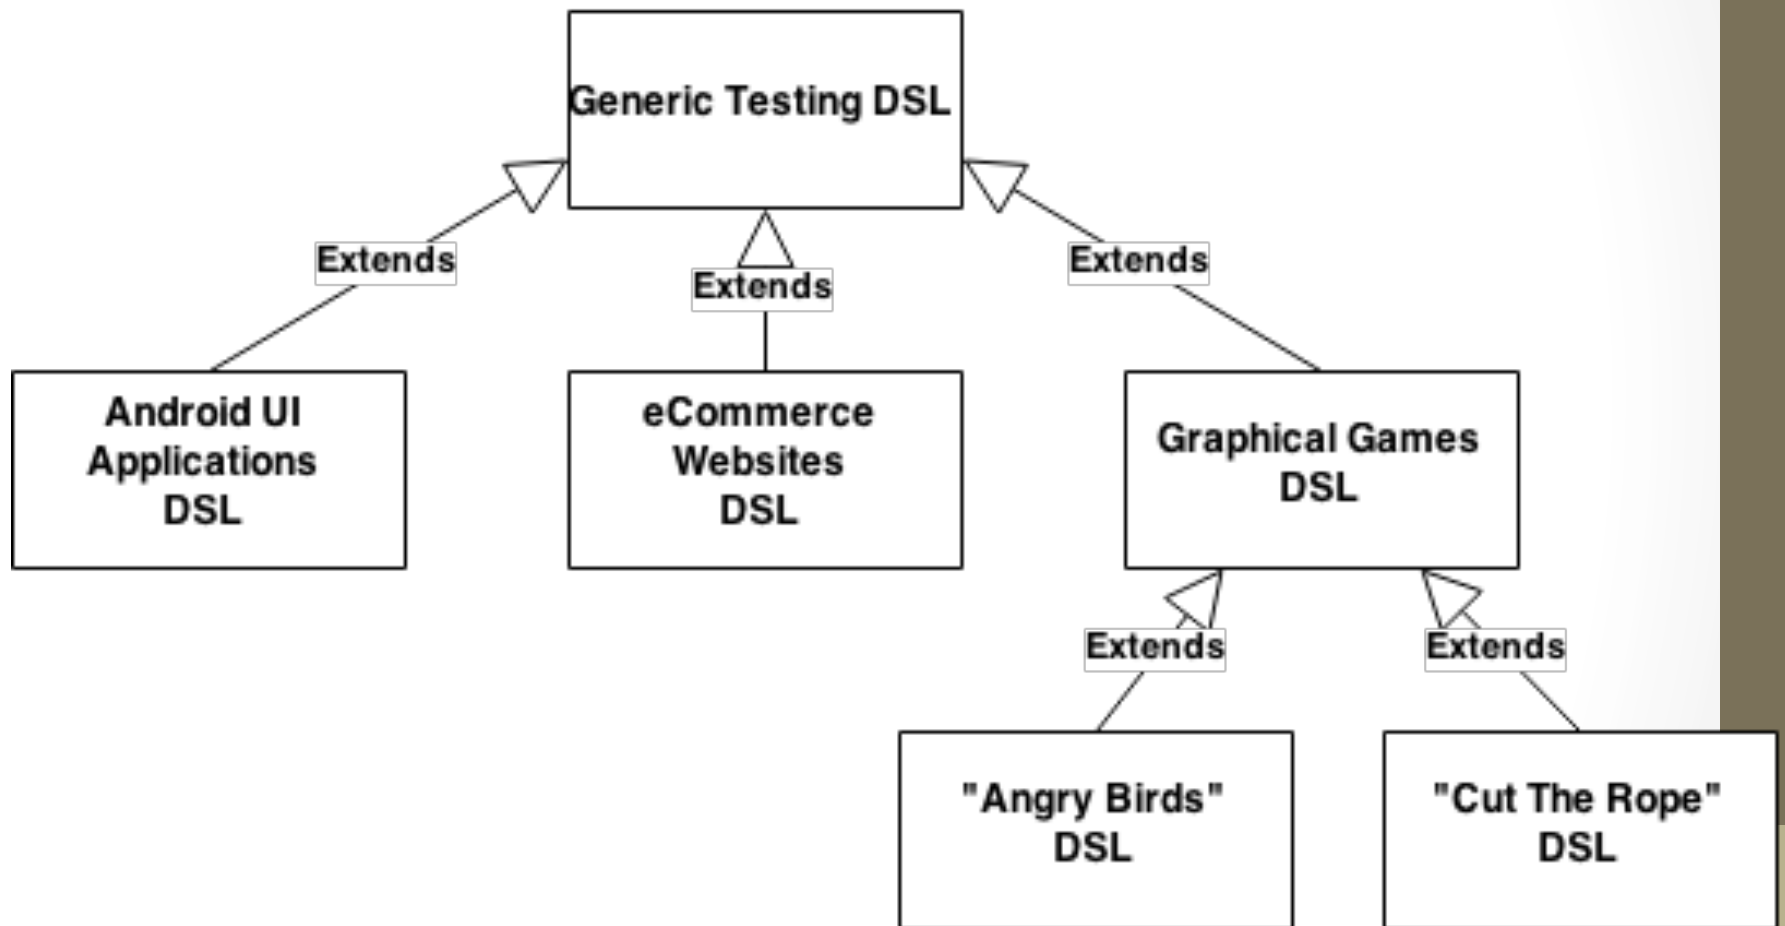 Generic Testing DSL
Extends
Extends
Extends
Android UI
Applications
DSL
eCommerce
Websites
DSL
Graphical Games
DSL
Extends
Extends
"Angry Birds"
DSL
"Cut The Rope"
DSL